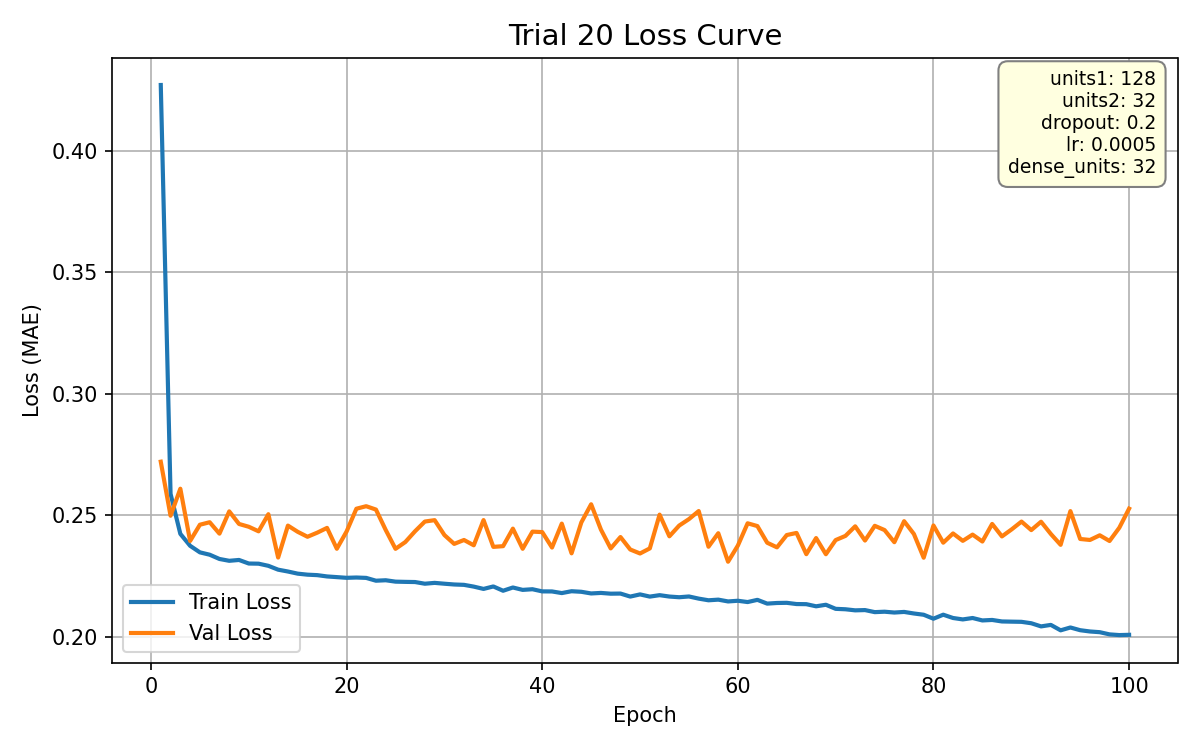 Trial 20 Loss Curve
units1: 128
units2: 32
dropout: 0.2
lr: 0.0005
dense_units: 32
Loss (MAE)
0.40
0.35
0.30
0.25
0.20
Train Loss
Val Loss
0 20 40 60 80 100
Epoch